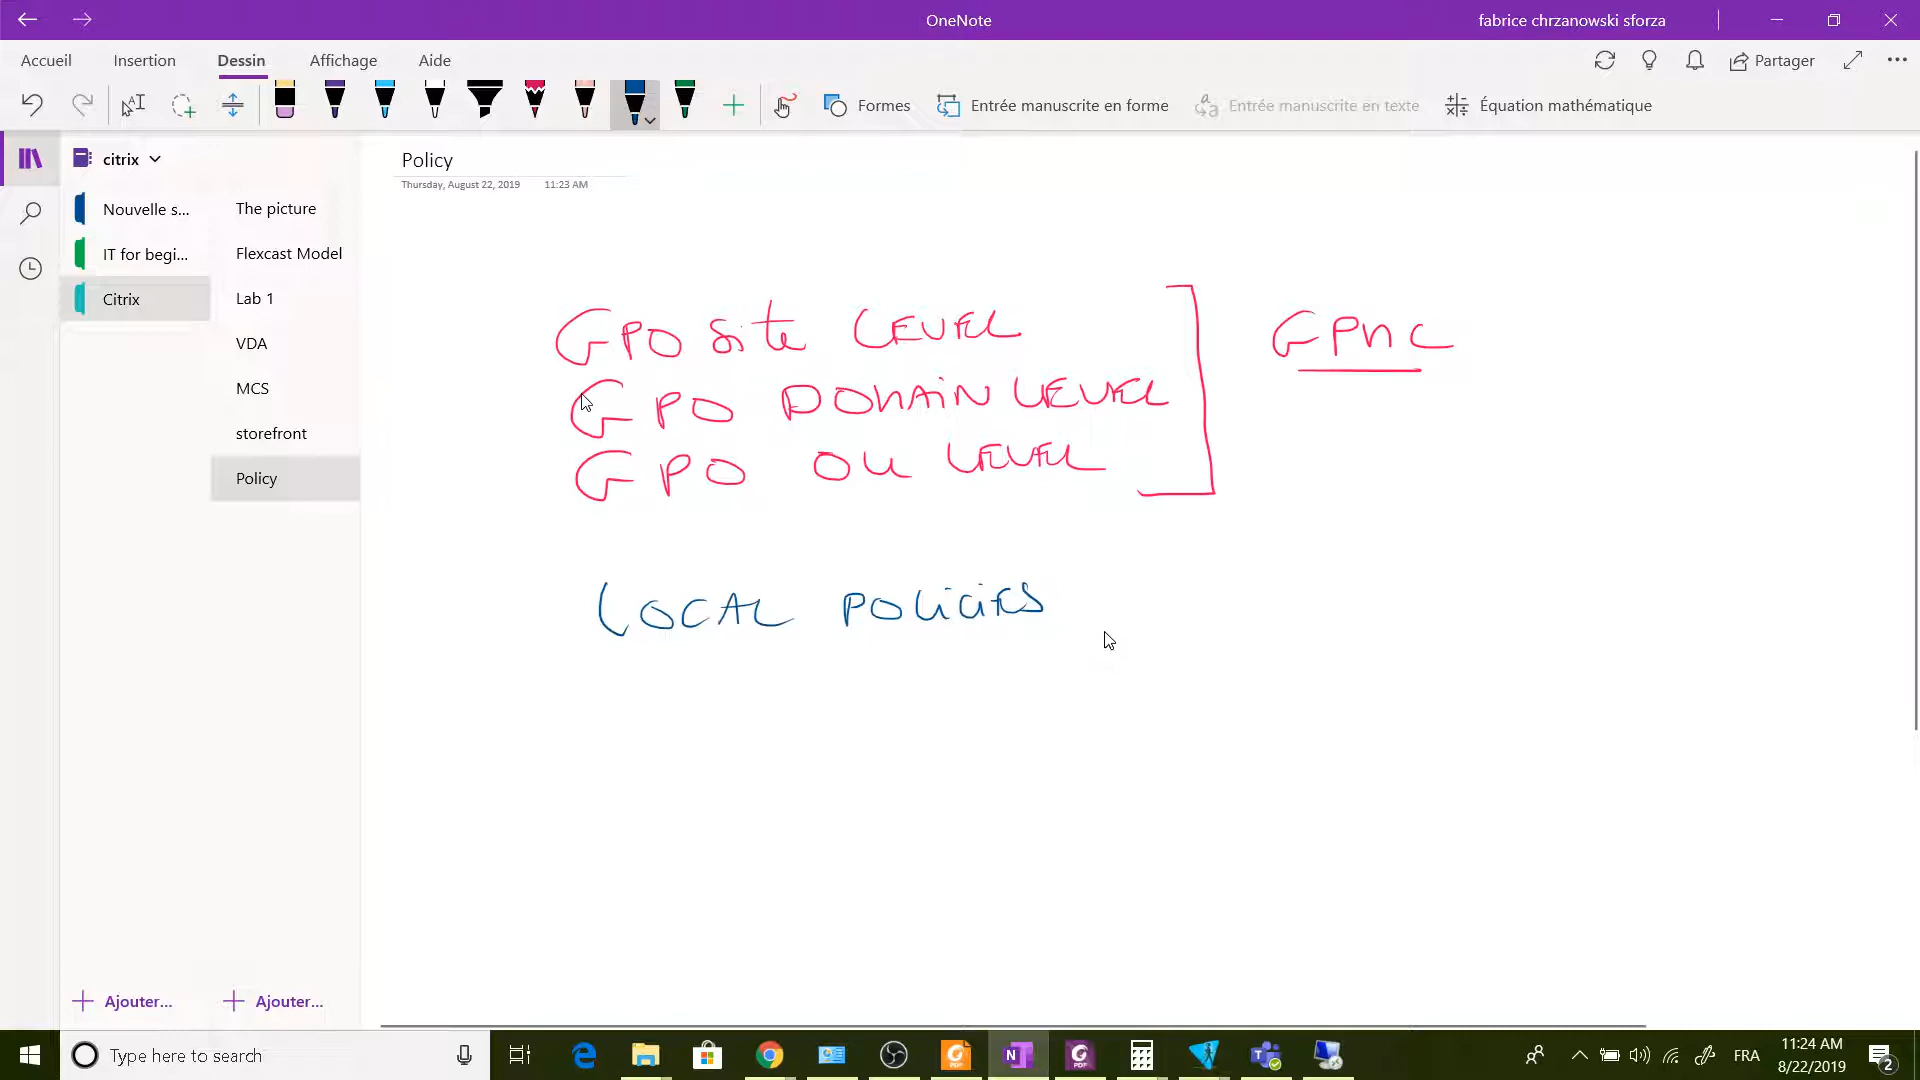 OneNote
fabrice chrzanowski sforza
Accueil Insertion Dessin Affichage Aide
Partager
Formes Entrée manuscrite en forme Entrée manuscrite en texte Équation mathématique
citrix
Nouvelle s...
IT for begi...
Citrix
The picture
Flexcast Model
Lab 1
VDA
MCS
storefront
Policy
Policy
Thursday, August 22, 2019 11:23 AM
GPO Site LEVEL
GPO DOMAIN LEVEL
GPO OU LEVEL
GPMC
LOCAL POLICIES
Ajouter... Ajouter...
Type here to search
FRA
11:24 AM
8/22/2019
2